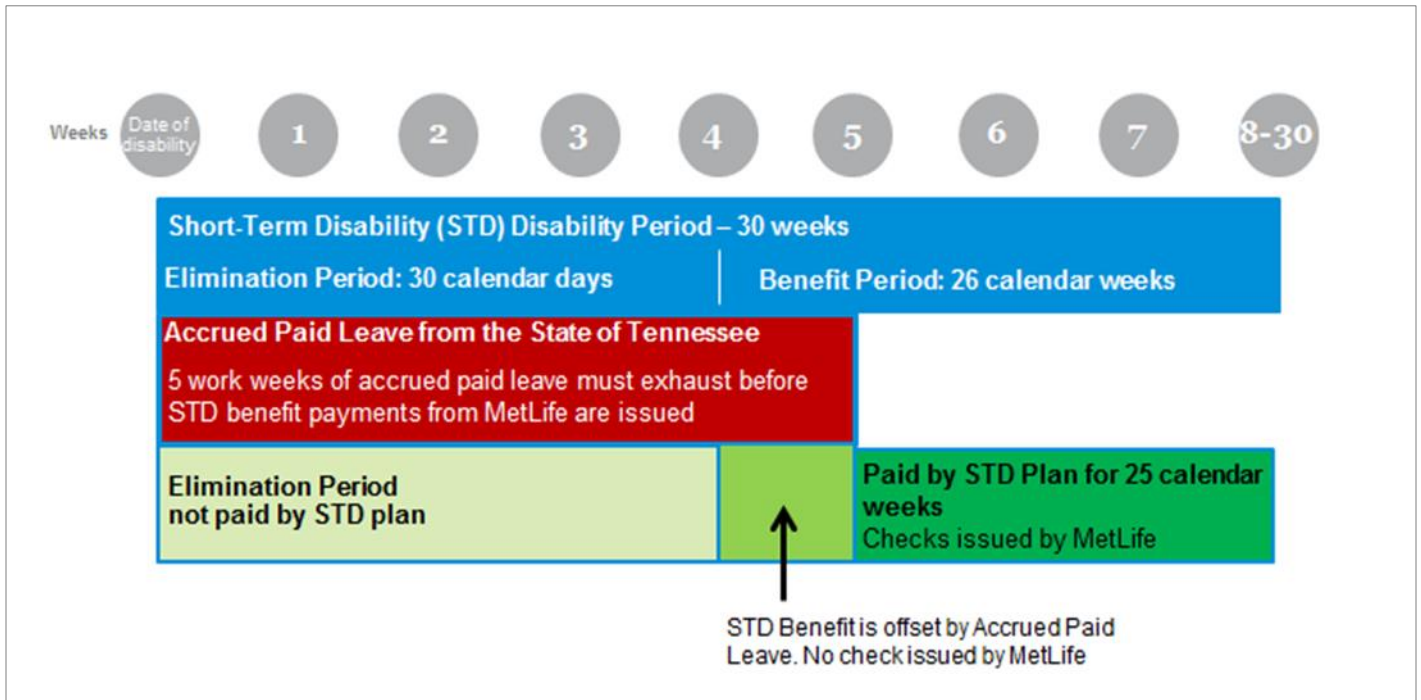 Weeks
Date of
disability
1
2
3
4
5
6
7
8-30
Short-Term Disability (STD) Disability Period – 30 weeks
Elimination Period: 30 calendar days
Benefit Period: 26 calendar weeks
Accrued Paid Leave from the State of Tennessee
5 work weeks of accrued paid leave must exhaust before
STD benefit payments from MetLife are issued
Elimination Period
not paid by STD plan
Paid by STD Plan for 25 calendar
weeks
Checks issued by MetLife
STD Benefit is offset by Accrued Paid
Leave. No check issued by MetLife